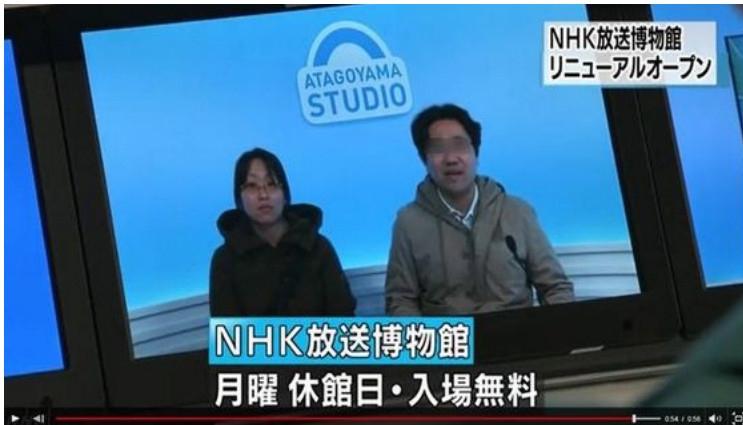 NHK放送博物館
リニューアルオープン
ATAGOYAMA
STUDIO
NHK放送博物館
月曜 休館日・入場無料
0:54 / 0:56